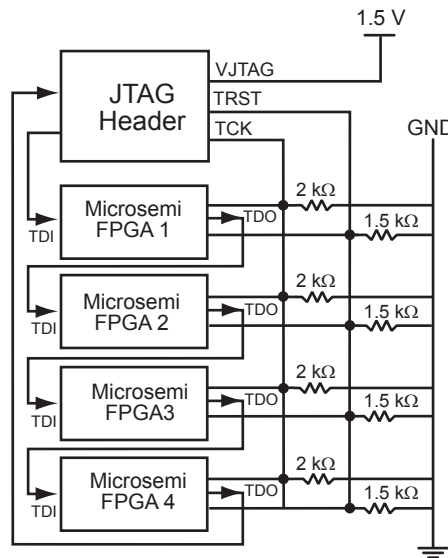 1.5 V
VJTAG
JTAG
Header
TRST
TCK
GND
2 kΩ
Microsemi
FPGA 1
TDO
TDI
1.5 kΩ
2 kΩ
Microsemi
FPGA 2
TDO
TDI
1.5 kΩ
2 kΩ
Microsemi
FPGA3
TDO
TDI
1.5 kΩ
2 kΩ
Microsemi
FPGA 4
TDO
TDI
1.5 kΩ